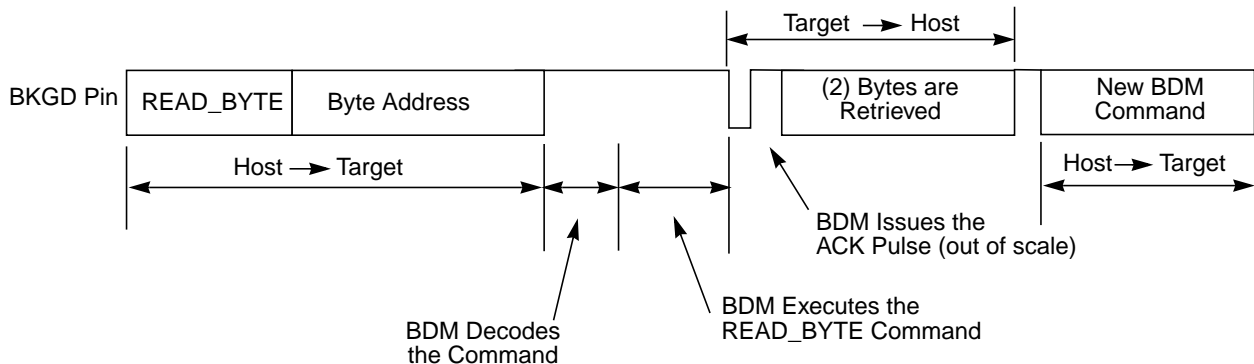 Target → Host
BKGD Pin
READ_BYTE
Byte Address
(2) Bytes are
Retrieved
New BDM
Command
Host → Target
Host → Target
BDM Issues the
ACK Pulse (out of scale)
BDM Decodes
the Command
BDM Executes the
READ_BYTE Command